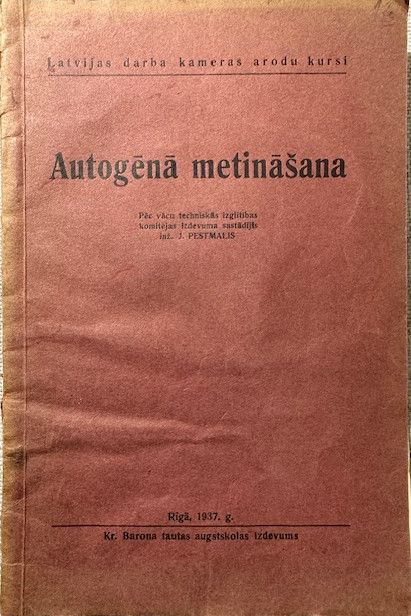 Latvijas darba kameras arodu kursi
Autogēnā metināšana
Pēc vācu techniskās izglītības
komitējas izdevuma sastādījis
inž. J. PESTMALIS
Rīgā, 1937. g.
Kr. Barona tautas augstskolas izdevums